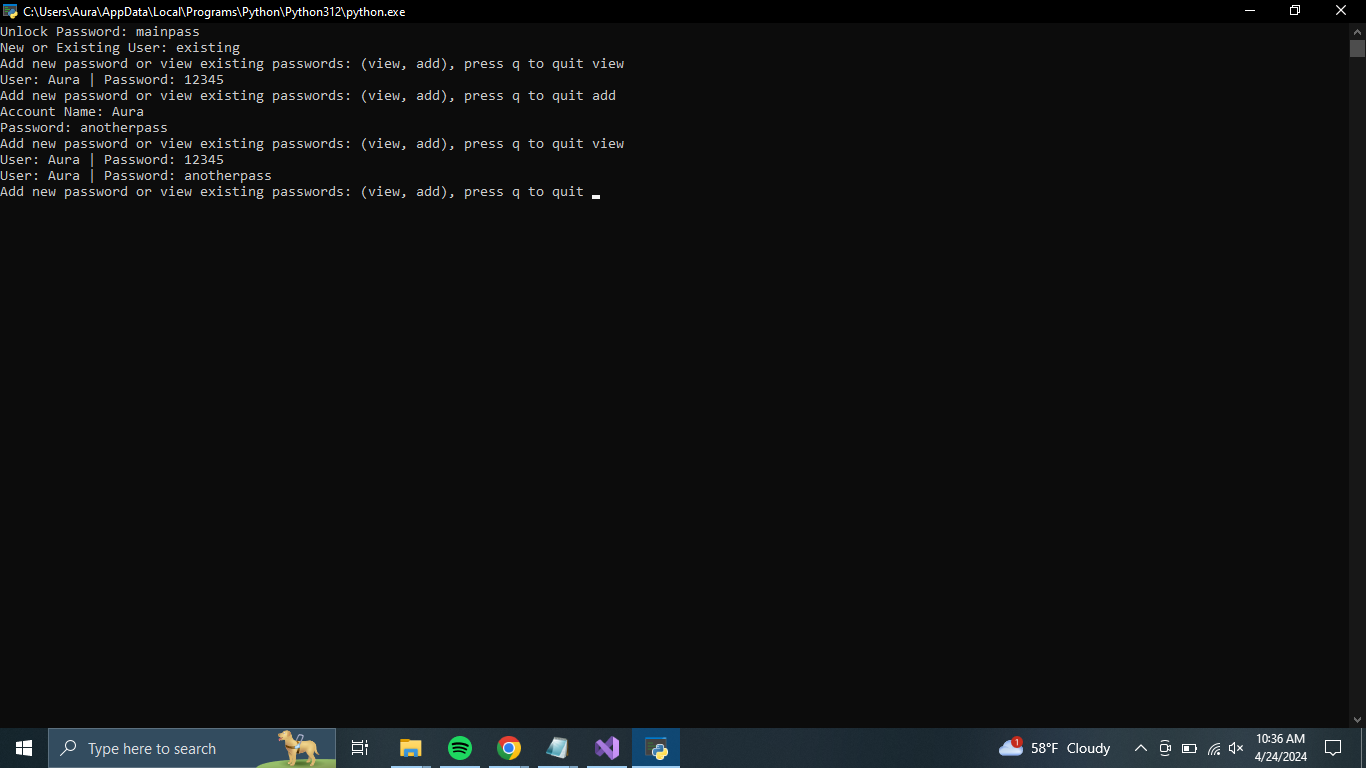 C:\Users\Aura\AppData\Local\Programs\Python\Python312\python.exe
Unlock Password: mainpass
New or Existing User: existing
Add new password or view existing passwords: (view, add), press q to quit view
User: Aura | Password: 12345
Add new password or view existing passwords: (view, add), press q to quit add
Account Name: Aura
Password: anotherpass
Add new password or view existing passwords: (view, add), press q to quit view
User: Aura | Password: 12345
User: Aura | Password: anotherpass
Add new password or view existing passwords: (view, add), press q to quit
Type here to search
1
58°F Cloudy
10:36 AM
4/24/2024